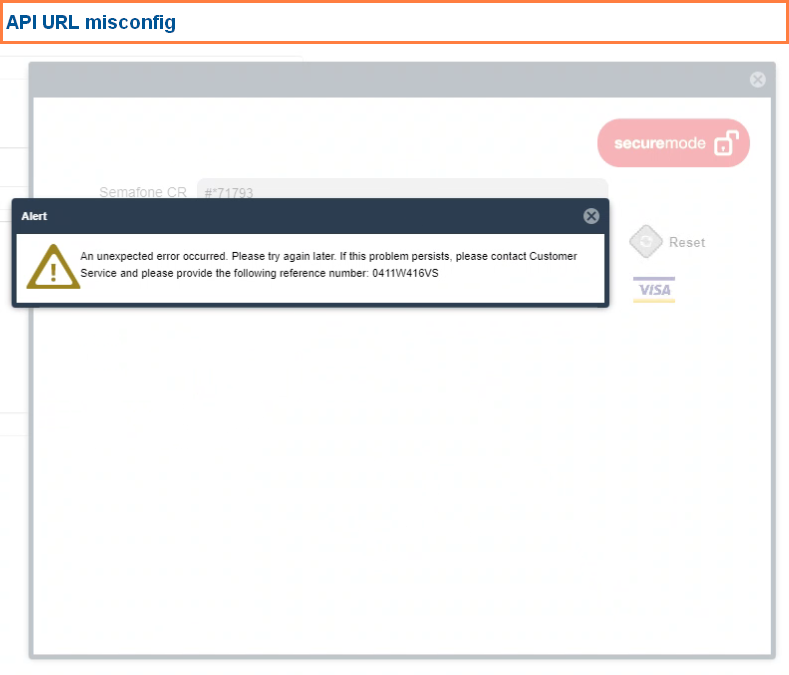 API URL misconfig
securemode
Semafone CR #*71793
Alert
An unexpected error occurred. Please try again later. If this problem persists, please contact Customer
Service and please provide the following reference number: 0411W416VS
Reset
VISA